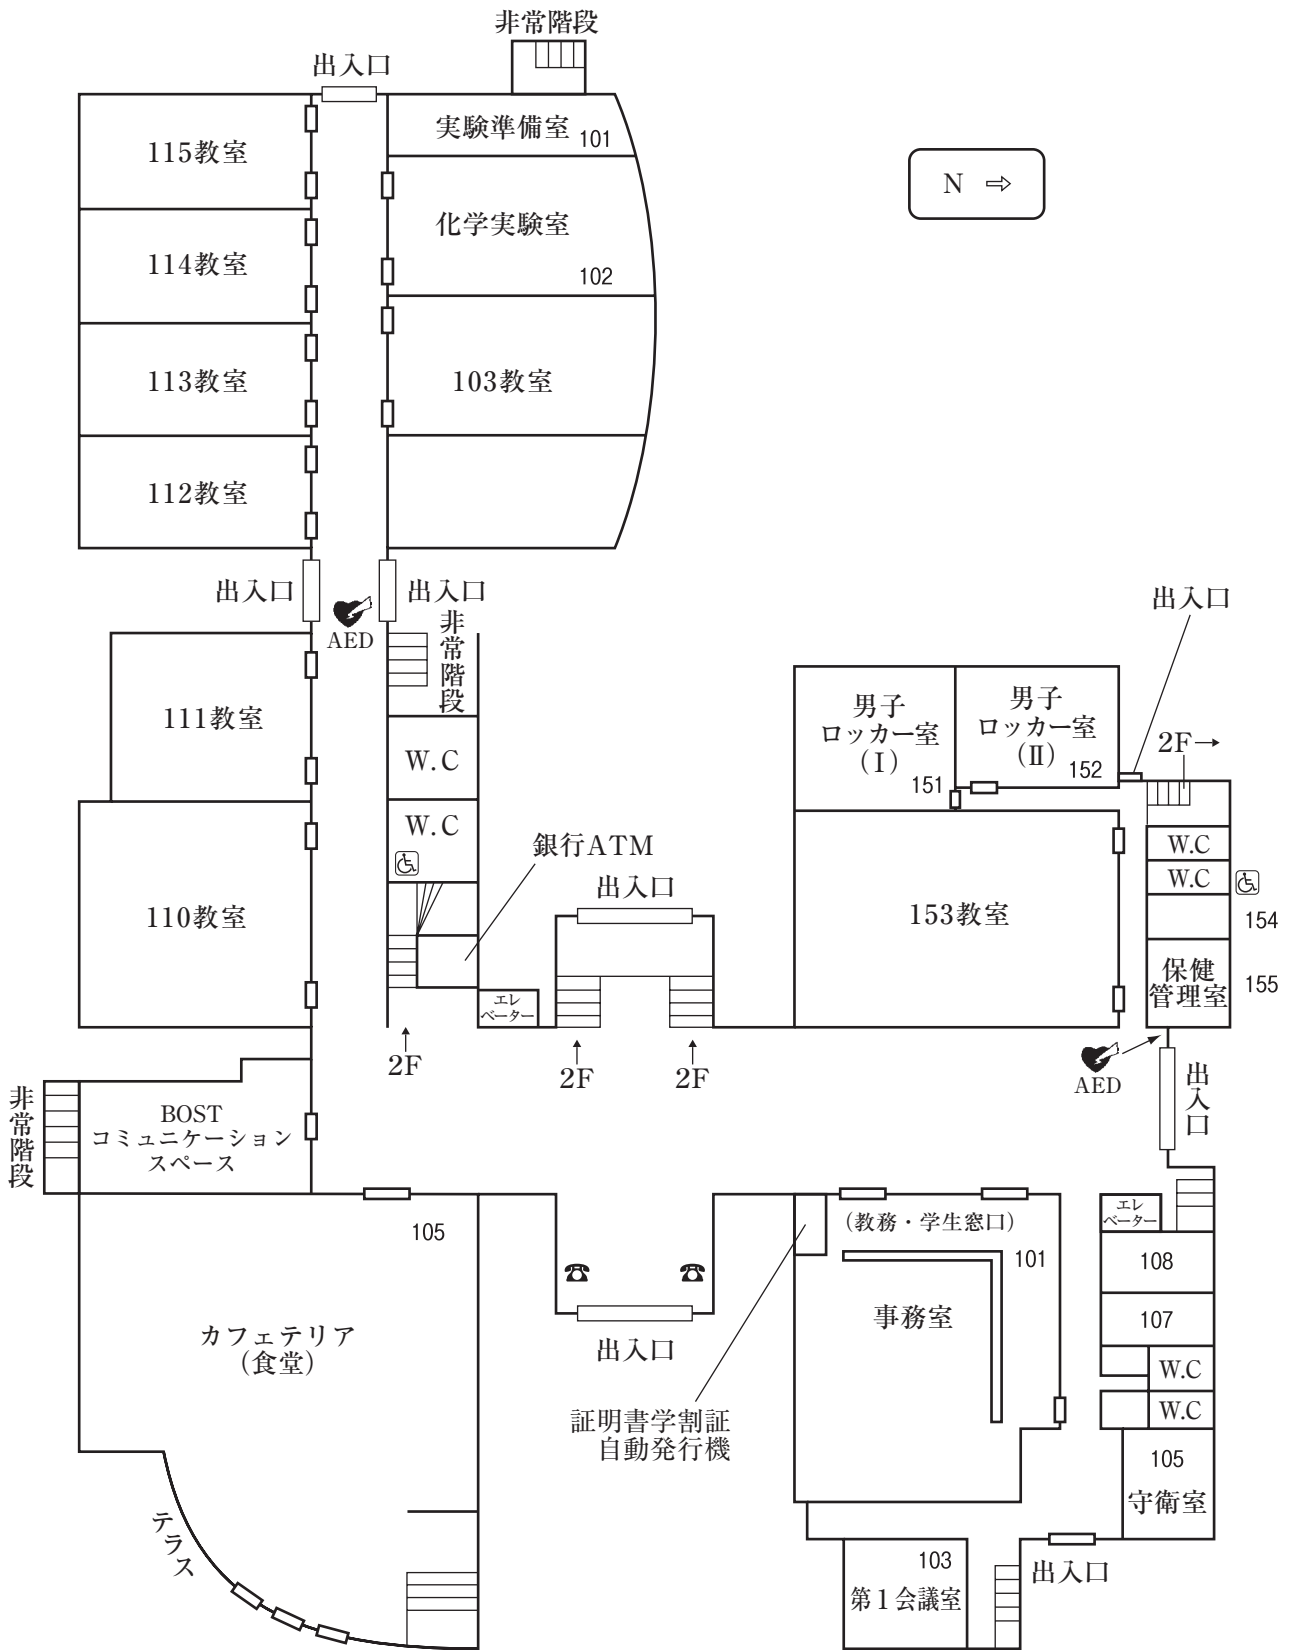 非常階段
出入口
115教室
実験準備室 101
N ⇨
114教室
化学実験室
102
113教室
103教室
112教室
出入口
出入口
AED
非常階段
出入口
111教室
男子
ロッカー室
(Ⅰ)
151
男子
ロッカー室
(Ⅱ)
152
2F→
W.C
W.C
銀行ATM
出入口
W.C
W.C
110教室
153教室
154
保健
管理室
155
エレ
ベーター
2F
2F
2F
AED
出入口
非常階段
BOST
コミュニケーション
スペース
105
(教務・学生窓口)
101
エレ
ベーター
108
107
カフェテリア
(食堂)
出入口
事務室
W.C
W.C
証明書学割証
自動発行機
105
守衛室
テラス
103
第1会議室
出入口